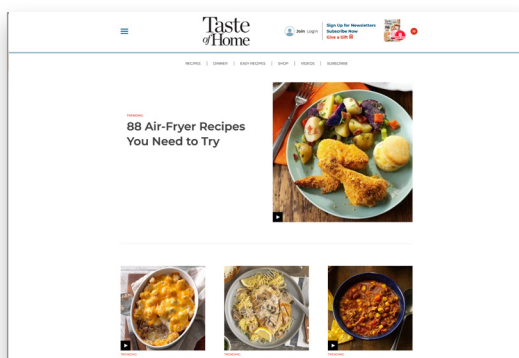 Taste
of Home
Join Login
Sign Up for Newsletters
Subscribe Now
Give a Gift
RECIPES | DINNER | EASY RECIPES | SHOP | VIDEOS | SUBSCRIBE
TRENDING
88 Air-Fryer Recipes
You Need to Try
TRENDING TRENDING TRENDING